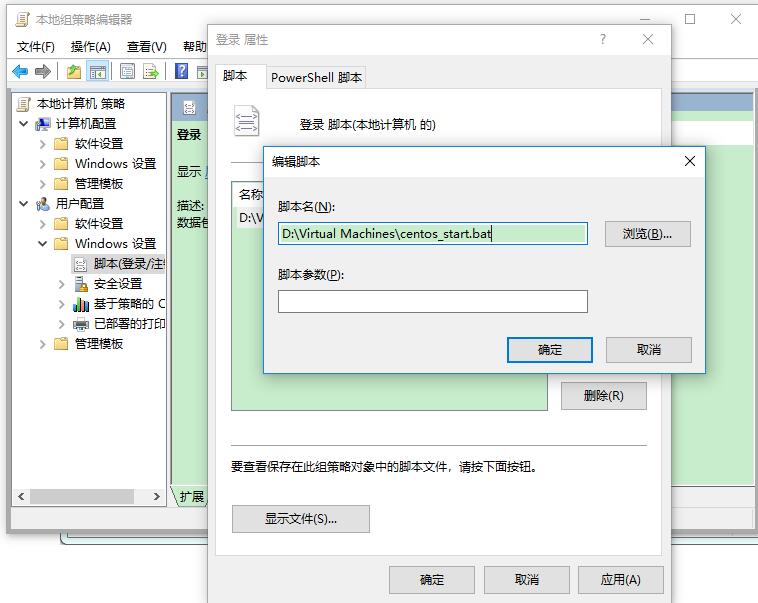 本地组策略编辑器
文件(F) 操作(A) 查看(V) 帮助
本地计算机 策略
计算机配置
软件设置
Windows 设置
管理模板
用户配置
软件设置
Windows 设置
脚本(登录/注
安全设置
基于策略的
已部署的打印
管理模板
登录
显示
描述:
数据包
扩展
登录 属性
?
脚本
PowerShell 脚本
登录 脚本(本地计算机 的)
名称
D:\V
编辑脚本
脚本名(N):
D:\Virtual Machines\centos_start.bat
浏览(B)...
脚本参数(P):
确定
取消
删除(R)
要查看保存在此组策略对象中的脚本文件，请按下面按钮。
显示文件(S)...
确定
取消
应用(A)